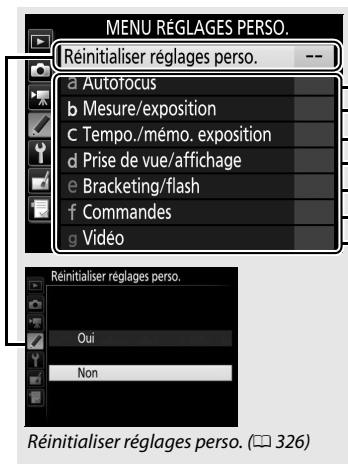 MENU RÉGLAGES PERSO.
Réinitialiser réglages perso. --
a Autofocus
b Mesure/exposition
c Tempo./mémo. exposition
d Prise de vue/affichage
e Bracketing/flash
f Commandes
g Vidéo
Réinitialiser réglages perso.
Oui
Non
Réinitialiser réglages perso. (📖 326)